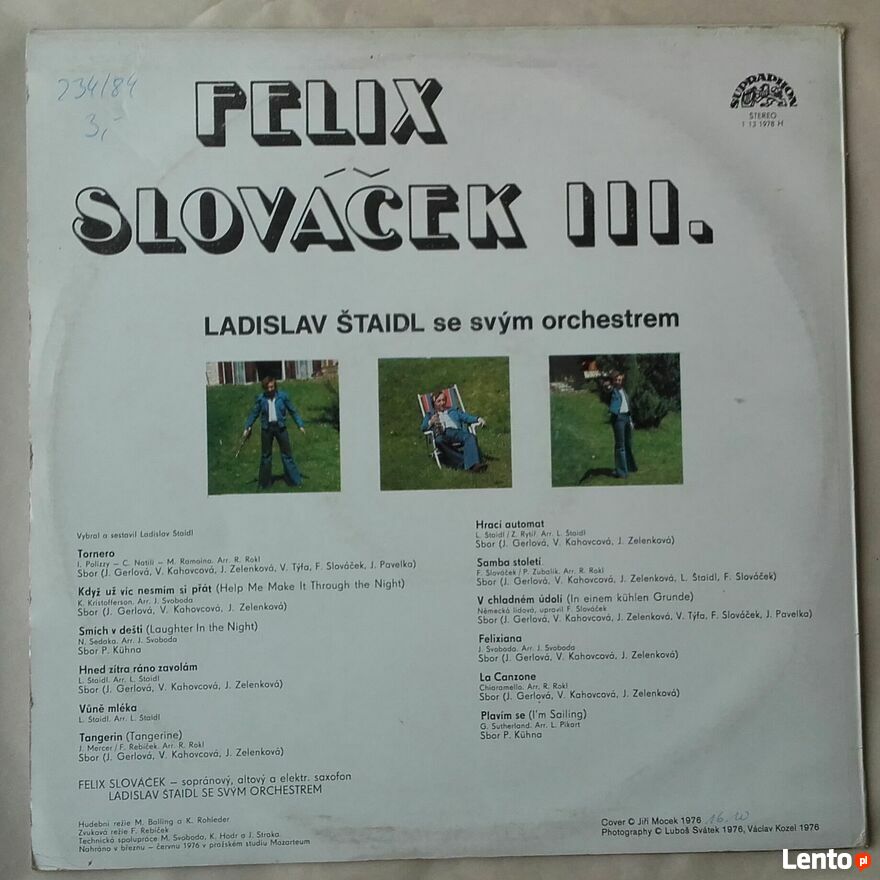 234/84
3,-
FELIX
SLOVÁČEK III.
SUPRAPHON
STEREO
1 13 1978 H
LADISLAV ŠTAIDL se svým orchestrem
Vybral a sestavil Ladislav Štaidl
Tornero
I. Polizzy – C. Natili – M. Ramoina. Arr. R. Rokl
Sbor (J. Gerlová, V. Kahovcová, J. Zelenková, V. Týfa, F. Slováček, J. Pavelka)
Když už víc nesmím si přát (Help Me Make It Through the Night)
K. Kristofferson. Arr. J. Svoboda
Sbor (J. Gerlová, V. Kahovcová, J. Zelenková)
Smích v dešti (Laughter In the Night)
N. Sedaka. Arr. J. Svoboda
Sbor P. Kühna
Hned zítra ráno zavolám
L. Štaidl. Arr. L. Štaidl
Sbor (J. Gerlová, V. Kahovcová, J. Zelenková)
Vůně mléka
L. Štaidl. Arr. L. Štaidl
Tangerin (Tangerine)
J. Mercer / F. Rebíček. Arr. R. Rokl
Sbor (J. Gerlová, V. Kahovcová, J. Zelenková)
FELIX SLOVÁČEK – sopránový, altový a elektr. saxofon
LADISLAV ŠTAIDL SE SVÝM ORCHESTREM
Hudební režie M. Balling a K. Rohleder
Zvuková režie F. Rebíček
Technická spolupráce M. Svoboda, K. Hodr a J. Straka.
Nahráno v březnu – červnu 1976 v pražském studiu Mozarteum
Hrací automat
L. Štaidl / Z. Rytíř. Arr. L. Štaidl
Sbor (J. Gerlová, V. Kahovcová, J. Zelenková)
Samba století
F. Slováček / P. Zubalík. Arr. R. Rokl
Sbor (J. Gerlová, V. Kahovcová, J. Zelenková, L. Štaidl, F. Slováček)
V chladném údolí (In einem kühlen Grunde)
Německá lidová, upravil F. Slováček
Sbor (J. Gerlová, V. Kahovcová, J. Zelenková, V. Týfa, F. Slováček, J. Pavelka)
Felixiana
J. Svoboda. Arr. J. Svoboda
Sbor (J. Gerlová, V. Kahovcová, J. Zelenková)
La Canzone
Chiaramello. Arr. R. Rokl
Sbor (J. Gerlová, V. Kahovcová, J. Zelenková)
Plavím se (I'm Sailing)
G. Sutherland. Arr. L. Pikart
Sbor P. Kühna
Cover © Jiří Mocek 1976 16.10
Photography © Luboš Svátek 1976, Václav Kozel 1976
Lento pl